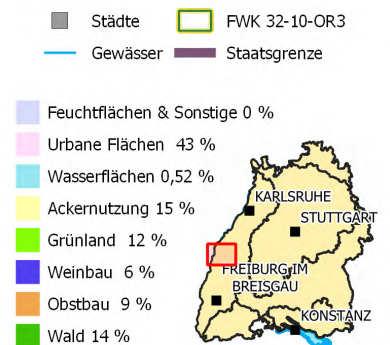 Städte
FWK 32-10-OR3
Gewässer
Staatsgrenze
Feuchtflächen & Sonstige 0 %
Urbane Flächen 43 %
Wasserflächen 0,52 %
Ackernutzung 15 %
Grünland 12 %
Weinbau 6 %
Obstbau 9 %
Wald 14 %
KARLSRUHE
STUTTGART
FREIBURG IM
BREISGAU
KONSTANZ